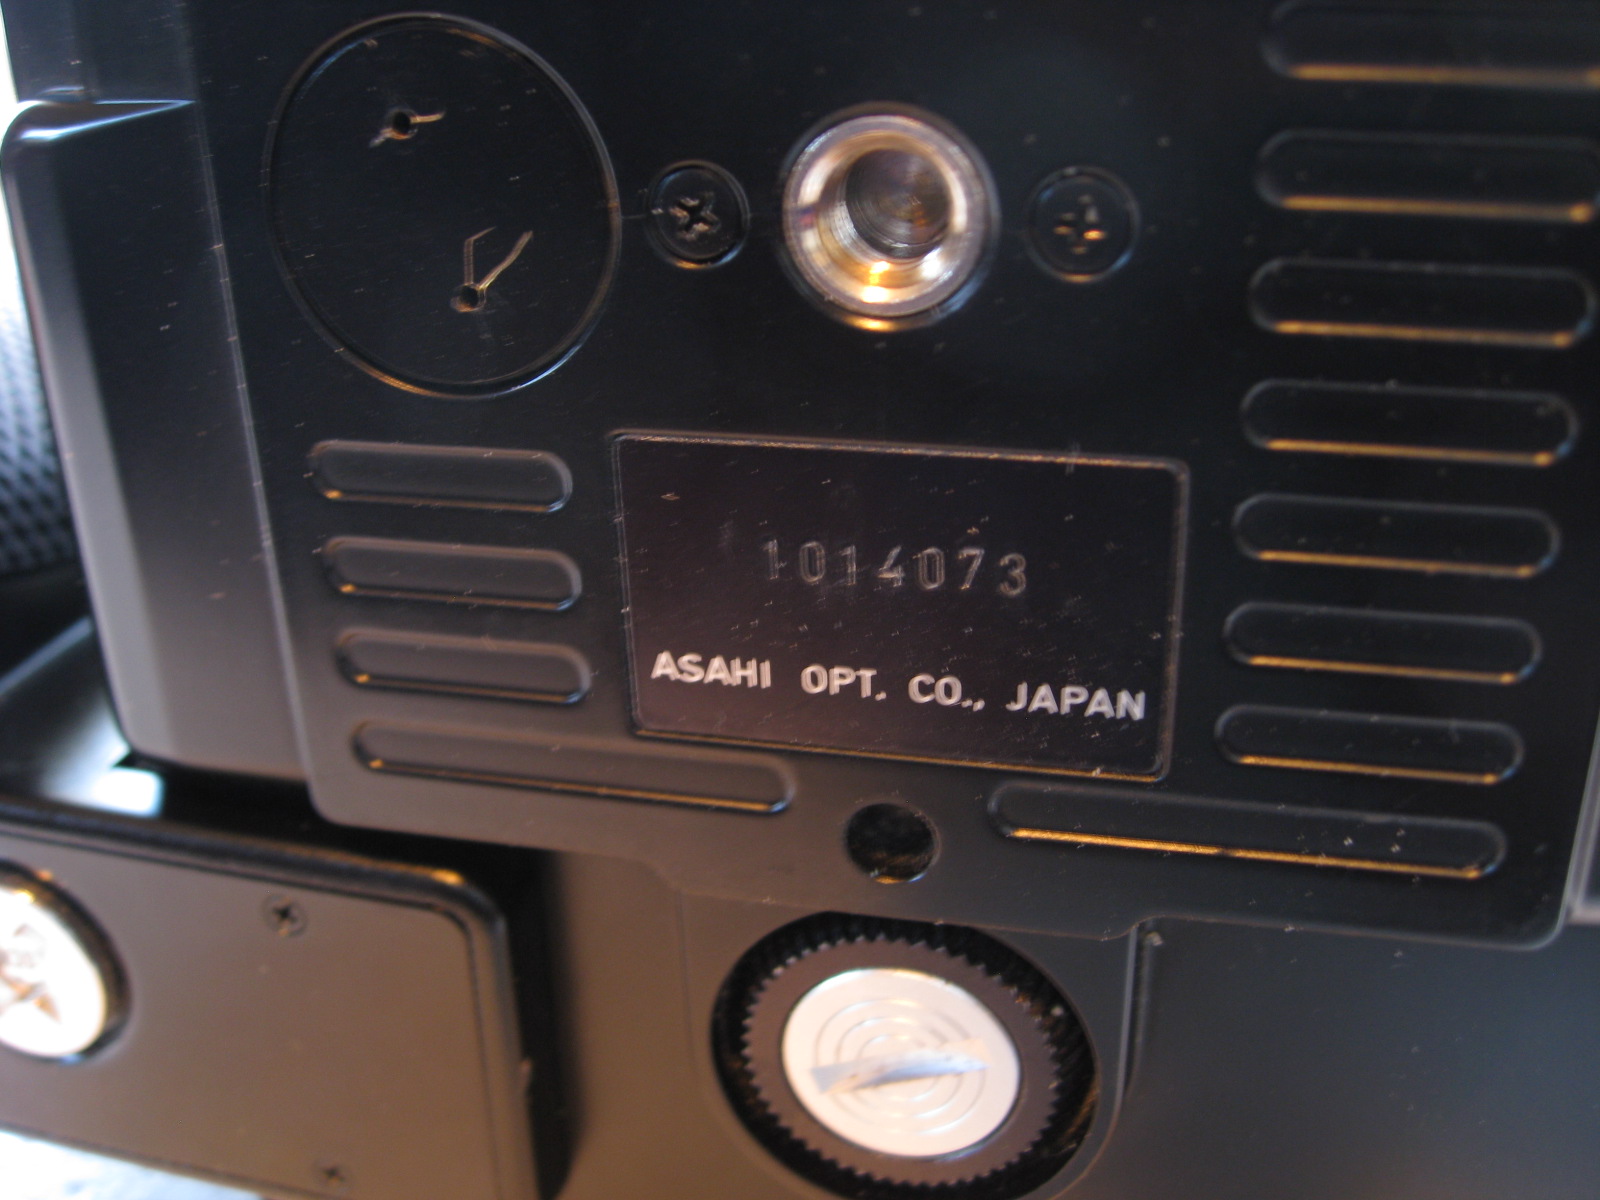 1014073
ASAHI OPT. CO., JAPAN